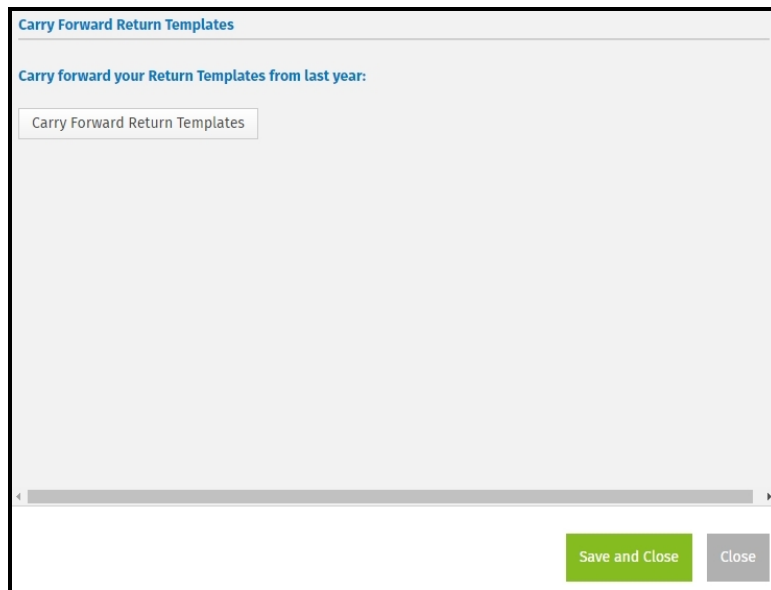 Carry Forward Return Templates
Carry forward your Return Templates from last year:
Carry Forward Return Templates
Save and Close
Close